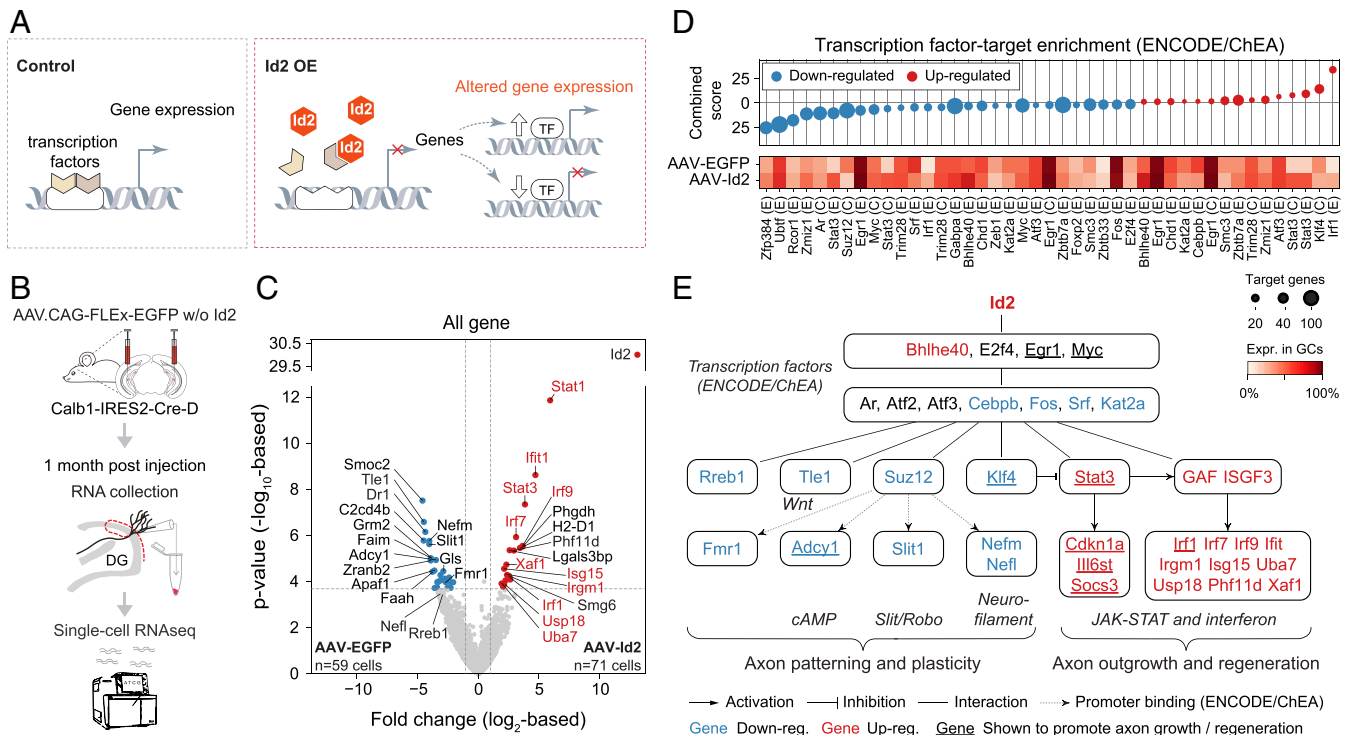 A
Control
Gene expression
transcription
factors
Id2 OE
Id2
Id2
Id2
Genes
Altered gene expression
TF
TF
B
AAV.CAG-FLEx-EGFP w/o Id2
Calb1-IRES2-Cre-D
1 month post injection
RNA collection
DG
Single-cell RNAseq
C
All gene
p-value (-log10-based)
30.5
29.5
12
10
8
6
4
2
0
Id2
Stat1
Ifit1
Stat3
Irf9
Irf7
Phgdh
H2-D1
Phf11d
Lgals3bp
Xaf1
Isg15
Irgm1
Smg6
Irf1
Usp18
Uba7
Smoc2
Tle1
Dr1
C2cd4b
Grm2
Nefm
Faim
Slit1
Adcy1
Gls
Zranb2
Fmr1
Apaf1
Faah
Nefl
Rreb1
AAV-EGFP
n=59 cells
AAV-Id2
n=71 cells
−10 −5 0 5 10
Fold change (log2-based)
D
Transcription factor-target enrichment (ENCODE/ChEA)
Combined
score
25
0
25
Down-regulated Up-regulated
AAV-EGFP
AAV-Id2
Zfp384 (E)
Ubtf (E)
Rcor1 (E)
Zmiz1 (E)
Ar (C)
Stat3 (E)
Suz12 (C)
Egr1 (E)
Myc (C)
Stat3 (C)
Trim28 (E)
Srf (E)
Irf1 (E)
Trim28 (C)
Gabpa (E)
Bhlhe40 (E)
Chd1 (E)
Zeb1 (E)
Kat2a (E)
Myc (E)
Atf3 (E)
Egr1 (C)
Zbtb7a (E)
Foxp2 (E)
Smc3 (E)
Zbtb33 (E)
Fos (E)
E2f4 (E)
Bhlhe40 (E)
Egr1 (E)
Chd1 (E)
Kat2a (E)
Cebpb (E)
Egr1 (C)
Smc3 (E)
Zbtb7a (E)
Trim28 (C)
Zmiz1 (E)
Atf3 (E)
Stat3 (C)
Stat3 (E)
Klf4 (C)
Irf1 (E)
Target genes
20 40 100
Expr. in GCs
0% 100%
E
Id2
Transcription factors
(ENCODE/ChEA)
Bhlhe40, E2f4, Egr1, Myc
Ar, Atf2, Atf3, Cebpb, Fos, Srf, Kat2a
Rreb1 Tle1 Suz12 Klf4 Stat3 GAF ISGF3
Wnt
Fmr1 Adcy1 Slit1
Nefm
Nefl
Cdkn1a
Il6st
Socs3
Irf1 Irf7 Irf9 Ifit
Irgm1 Isg15 Uba7
Usp18 Phf11d Xaf1
cAMP Slit/Robo
Neuro-
filament
JAK-STAT and interferon
Axon patterning and plasticity
Axon outgrowth and regeneration
Activation Inhibition Interaction Promoter binding (ENCODE/ChEA)
Gene Down-reg. Gene Up-reg. Gene Shown to promote axon growth / regeneration